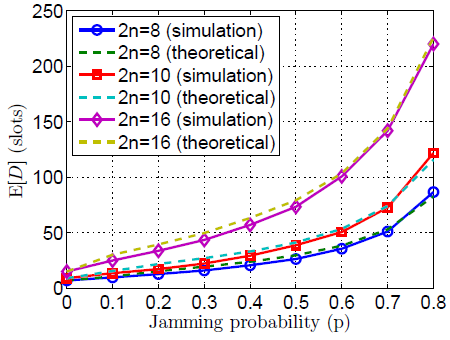 250
200
150
100
50
0
E[D] (slots)
2n=8 (simulation)
2n=8 (theoretical)
2n=10 (simulation)
2n=10 (theoretical)
2n=16 (simulation)
2n=16 (theoretical)
0 0.1 0.2 0.3 0.4 0.5 0.6 0.7 0.8
Jamming probability (p)